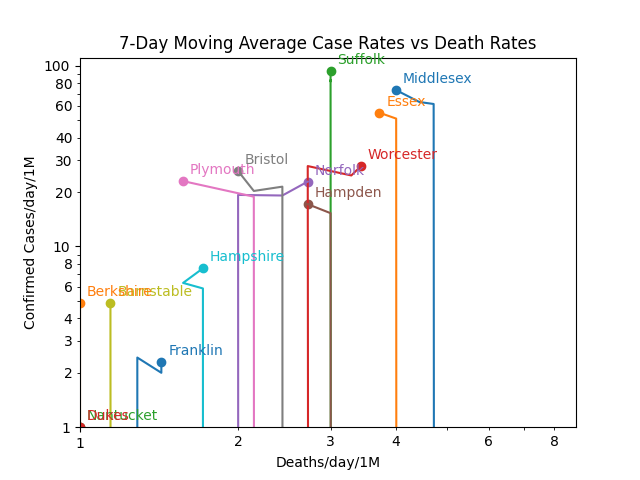 7-Day Moving Average Case Rates vs Death Rates
100
80
60
40
30
20
10
8
6
4
3
2
1
Confirmed Cases/day/1M
Suffolk
Middlesex
Essex
Worcester
Bristol
Plymouth
Norfolk
Hampden
Hampshire
Berkshire
Barnstable
Franklin
Dukes
Nantucket
1
2
3
4
6
8
Deaths/day/1M